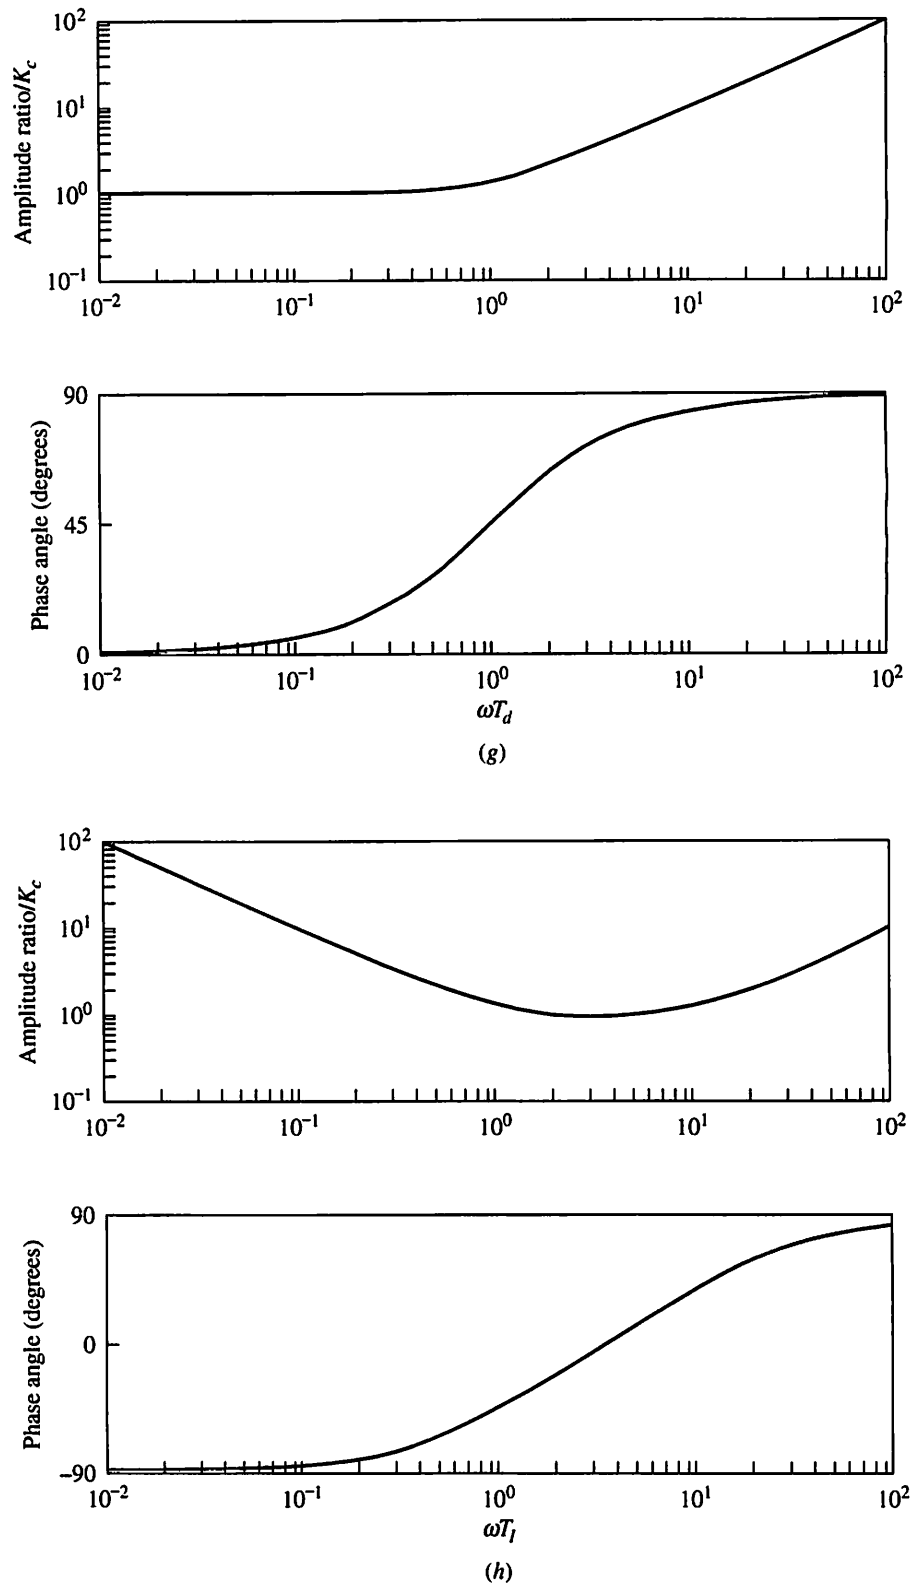 Amplitude ratio/K_c
10²
10¹
10⁰
10⁻¹
10⁻² 10⁻¹ 10⁰ 10¹ 10²
Phase angle (degrees)
90
45
0
10⁻² 10⁻¹ 10⁰ 10¹ 10²
ωT_d
(g)
Amplitude ratio/K_c
10²
10¹
10⁰
10⁻¹
10⁻² 10⁻¹ 10⁰ 10¹ 10²
Phase angle (degrees)
90
0
–90
10⁻² 10⁻¹ 10⁰ 10¹ 10²
ωT_I
(h)